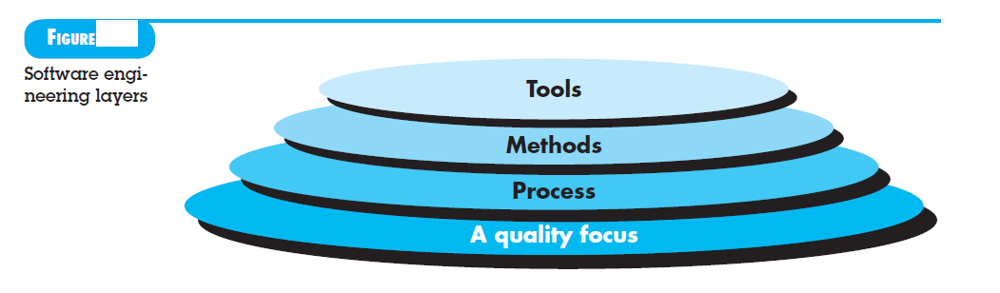 FIGURE
Software engi-
neering layers
Tools
Methods
Process
A quality focus